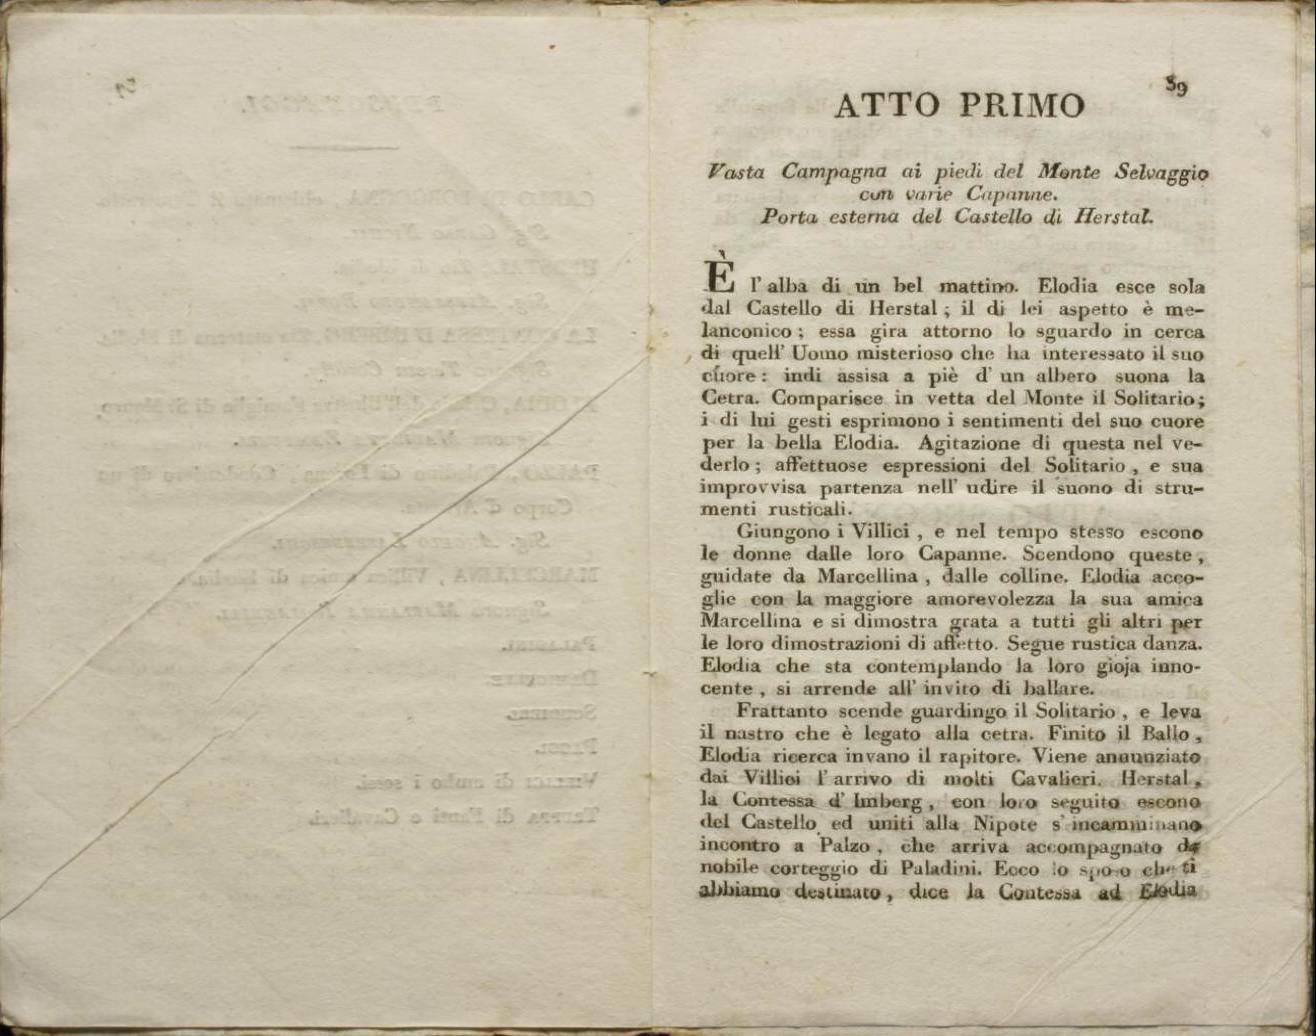 39
ATTO PRIMO
Vasta Campagna ai piedi del Monte Selvaggio
con varie Capanne.
Porta esterna del Castello di Herstal.
È l'alba di un bel mattino. Elodia esce sola
dal Castello di Herstal ; il di lei aspetto è me-
lanconico ; essa gira attorno lo sguardo in cerca
di quell' Uomo misterioso che ha interessato il suo
cuore : indi assisa a piè d' un albero suona la
Cetra. Comparisce in vetta del Monte il Solitario;
i di lui gesti esprimono i sentimenti del suo cuore
per la bella Elodia. Agitazione di questa nel ve-
derlo ; affettuose espressioni del Solitario , e sua
improvvisa partenza nell' udire il suono di stru-
menti rusticali.
Giungono i Villici , e nel tempo stesso escono
le donne dalle loro Capanne. Scendono queste ,
guidate da Marcellina , dalle colline. Elodia acco-
glie con la maggiore amorevolezza la sua amica
Marcellina e si dimostra grata a tutti gli altri per
le loro dimostrazioni di affetto. Segue rustica danza.
Elodia che sta contemplando la loro gioja inno-
cente , si arrende all' invito di ballare.
Frattanto scende guardingo il Solitario , e leva
il nastro che è legato alla cetra. Finito il Ballo ,
Elodia ricerca invano il rapitore. Viene annunziato
dai Villici l'arrivo di molti Cavalieri. Herstal ,
la Contessa d' Imberg , con loro seguito escono
del Castello ed uniti alla Nipote s' incamminano
incontro a Palzo , che arriva accompagnato da
nobile corteggio di Paladini. Ecco lo sposo che ti
abbiamo destinato , dice la Contessa ad Elodia